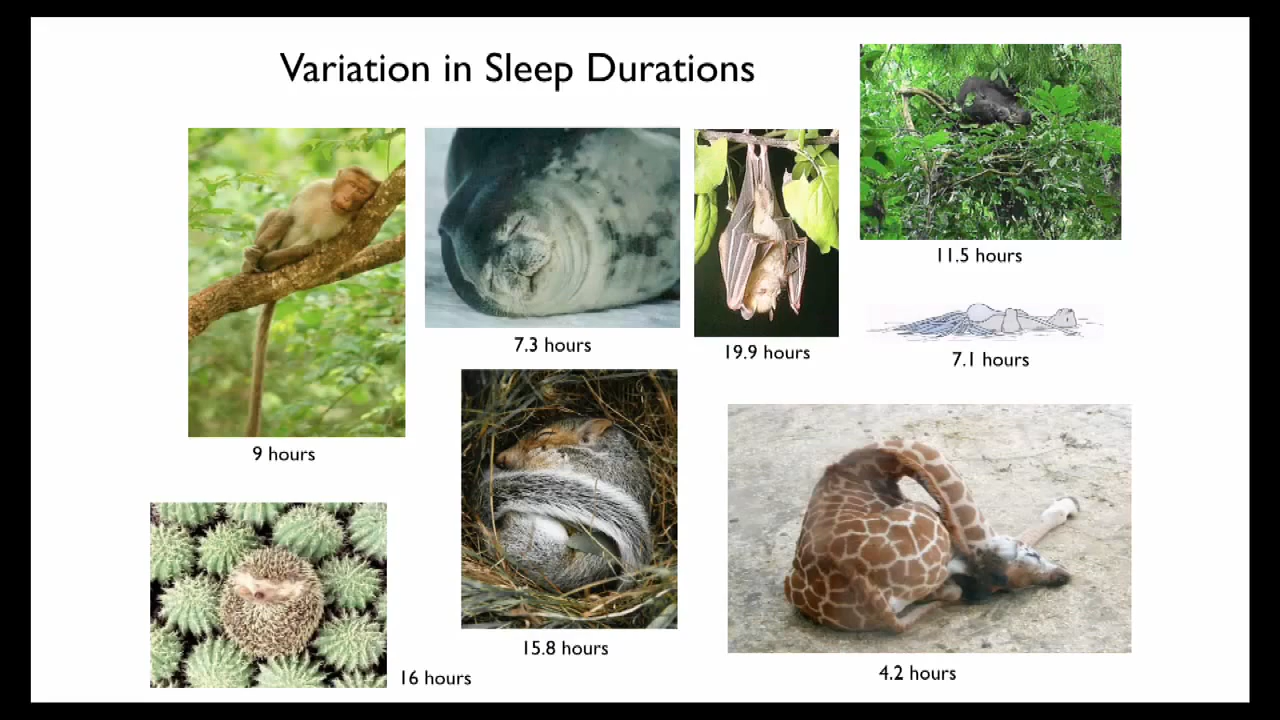 Variation in Sleep Durations
11.5 hours
7.3 hours
19.9 hours
7.1 hours
9 hours
15.8 hours
4.2 hours
16 hours